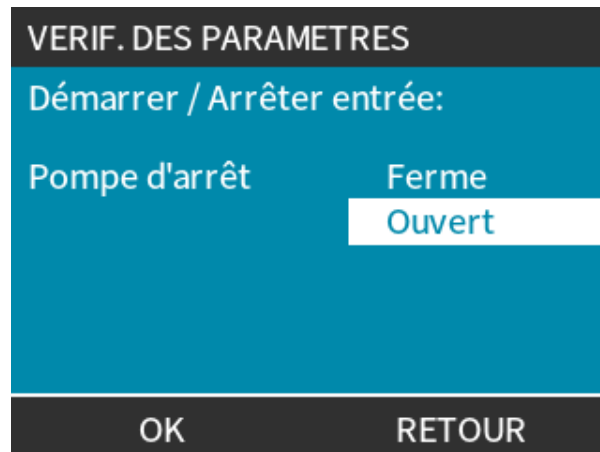 VERIF. DES PARAMETRES
Démarrer / Arrêter entrée:
Pompe d'arrêt Ferme
Ouvert
OK RETOUR